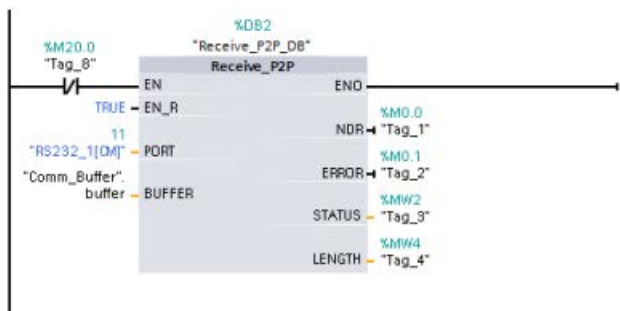 %DB2
"Receive_P2P_DB"
%M20.0
"Tag_8"
Receive_P2P
EN
ENO
TRUE
EN_R
%M0.0
NDR
"Tag_1"
11
"RS232_1[CM]"
PORT
%M0.1
ERROR
"Tag_2"
"Comm_Buffer".
buffer
BUFFER
%MW2
STATUS
"Tag_3"
%MW4
LENGTH
"Tag_4"